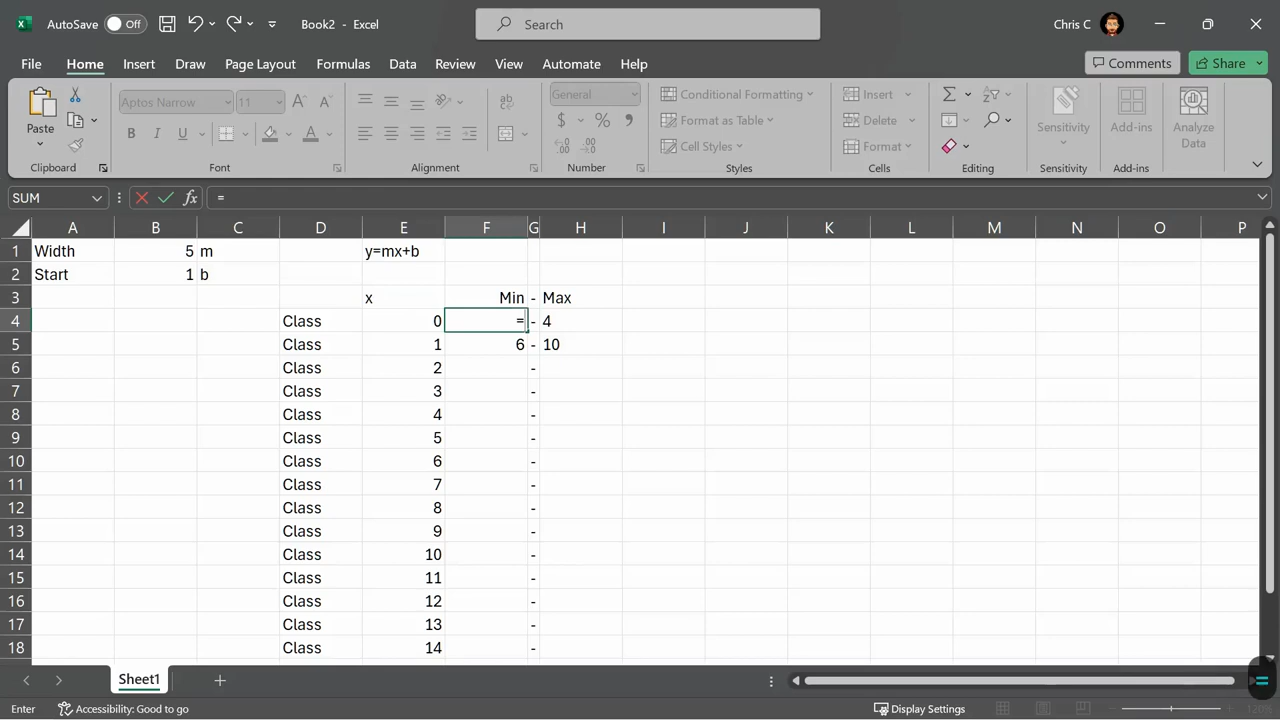 AutoSave Off Book2 - Excel Search Chris C
File Home Insert Draw Page Layout Formulas Data Review View Automate Help Comments Share
Paste
Clipboard
Aptos Narrow 11
B I U A
Font
ab
Alignment
General
$ % 9
Number
Conditional Formatting
Format as Table
Cell Styles
Styles
Insert
Delete
Format
Cells
Editing
Sensitivity
Sensitivity
Add-ins
Add-ins
Analyze
Data
SUM fx =
A B C D E F G H I J K L M N O P
1 Width 5 m y=mx+b
2 Start 1 b
3 x Min - Max
4 Class 0 = - 4
5 Class 1 6 - 10
6 Class 2 -
7 Class 3 -
8 Class 4 -
9 Class 5 -
10 Class 6 -
11 Class 7 -
12 Class 8 -
13 Class 9 -
14 Class 10 -
15 Class 11 -
16 Class 12 -
17 Class 13 -
18 Class 14 -
Sheet1
Enter Accessibility: Good to go Display Settings 120%